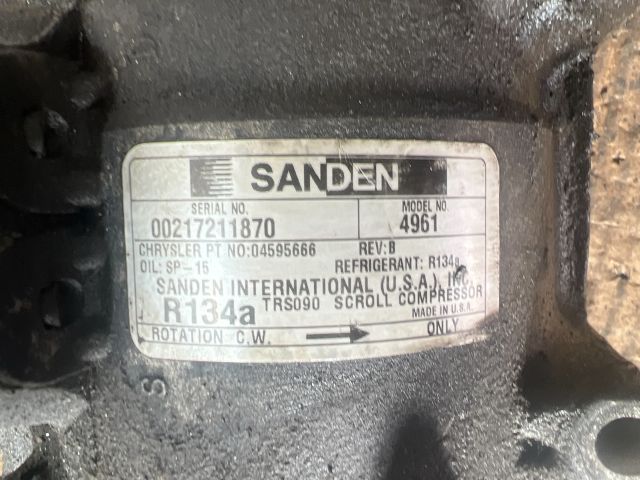 SANDEN
SERIAL NO. MODEL NO.
00217211870 4961
CHRYSLER PT NO:04595666 REV:B
OIL: SP-15 REFRIGERANT: R134a
SANDEN INTERNATIONAL (U.S.A.), INC.
R134a TRS090 SCROLL COMPRESSOR
MADE IN U.S.A.
ROTATION C.W. ONLY
S